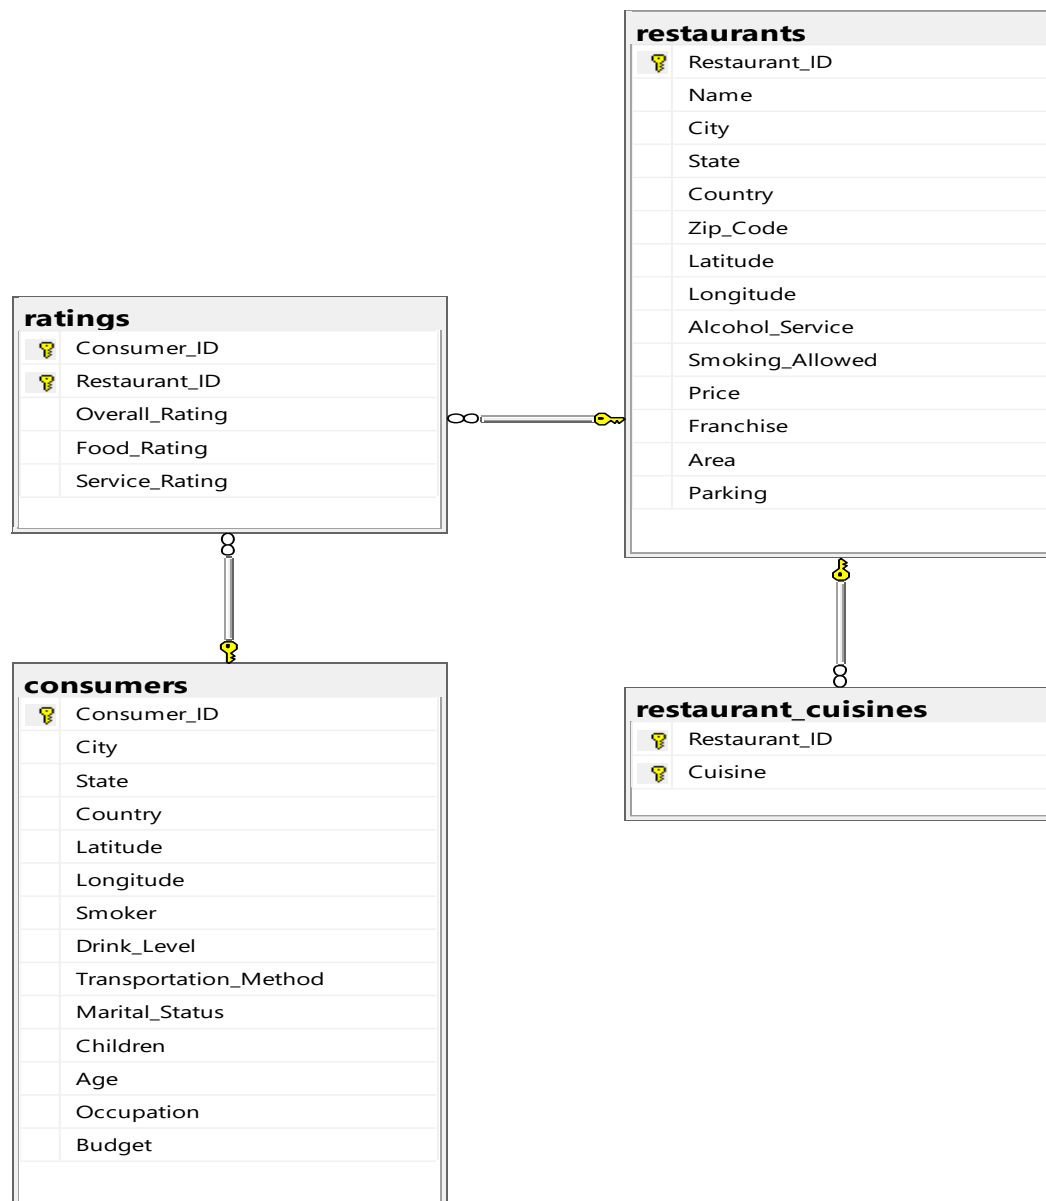 restaurants
Restaurant_ID
Name
City
State
Country
Zip_Code
Latitude
Longitude
Alcohol_Service
Smoking_Allowed
Price
Franchise
Area
Parking
ratings
Consumer_ID
Restaurant_ID
Overall_Rating
Food_Rating
Service_Rating
consumers
Consumer_ID
City
State
Country
Latitude
Longitude
Smoker
Drink_Level
Transportation_Method
Marital_Status
Children
Age
Occupation
Budget
restaurant_cuisines
Restaurant_ID
Cuisine